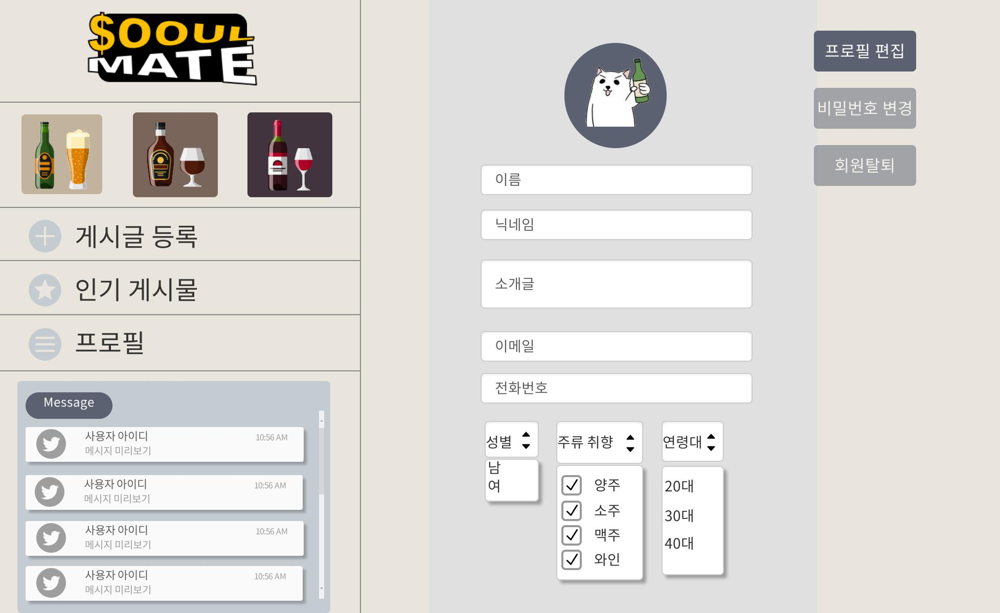 $OOUL
MATE
게시글 등록
인기 게시물
프로필
Message
사용자 아이디
10:56 AM
메시지 미리보기
사용자 아이디
10:56 AM
메시지 미리보기
사용자 아이디
10:56 AM
메시지 미리보기
사용자 아이디
10:56 AM
메시지 미리보기
이름
닉네임
소개글
이메일
전화번호
성별
남
여
주류 취향
양주
소주
맥주
와인
연령대
20대
30대
40대
프로필 편집
비밀번호 변경
회원탈퇴